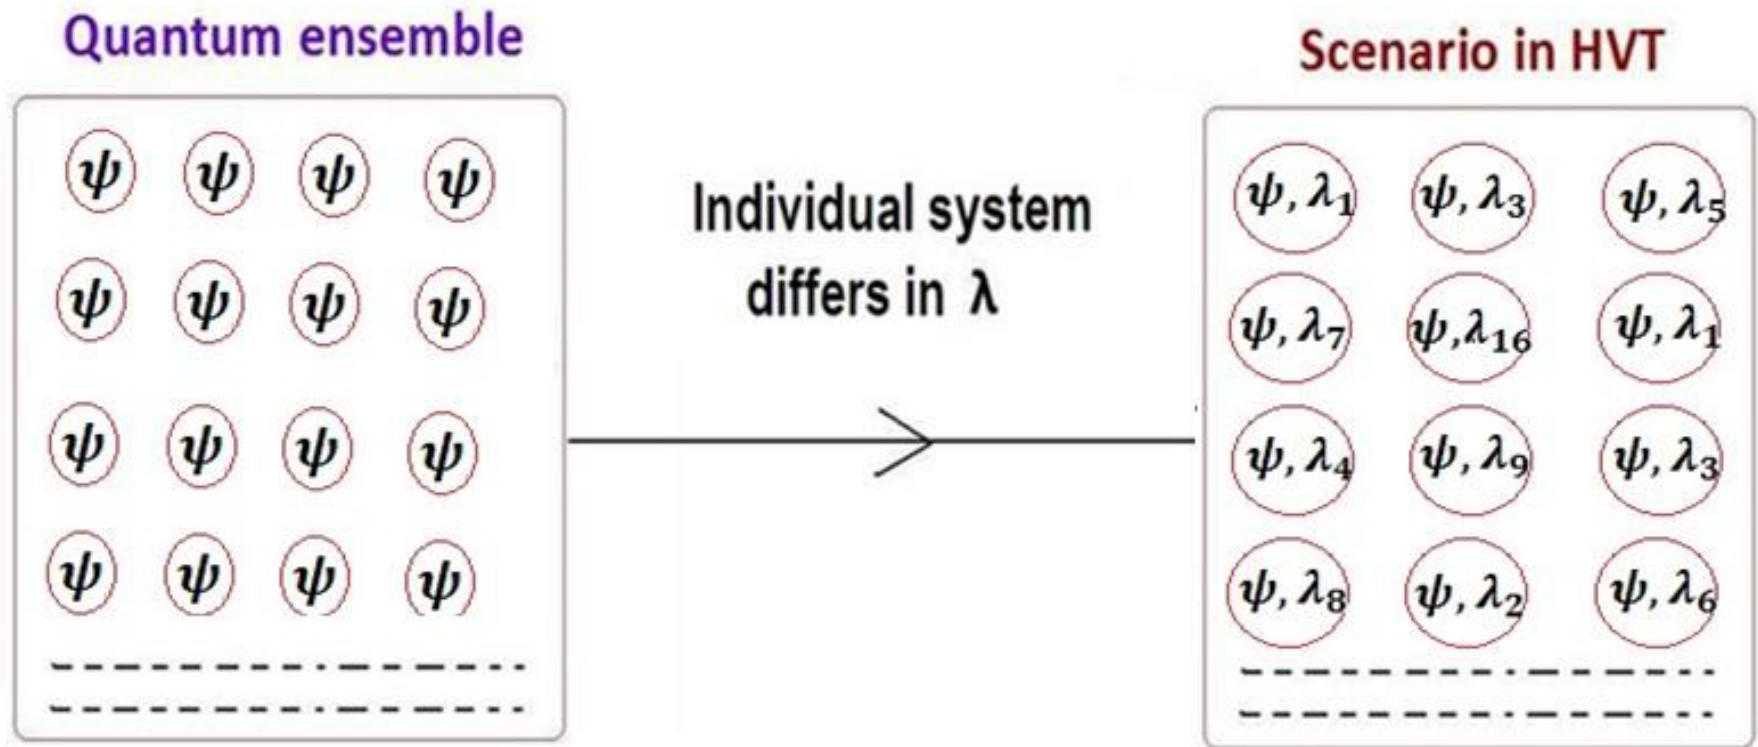 Quantum ensemble
Scenario in HVT
ψ ψ ψ ψ
ψ ψ ψ ψ
ψ ψ ψ ψ
ψ ψ ψ ψ
Individual system
differs in λ
ψ, λ₁ ψ, λ₃ ψ, λ₅
ψ, λ₇ ψ,λ₁₆ ψ, λ₁
ψ, λ₄ ψ, λ₉ ψ, λ₃
ψ, λ₈ ψ, λ₂ ψ, λ₆